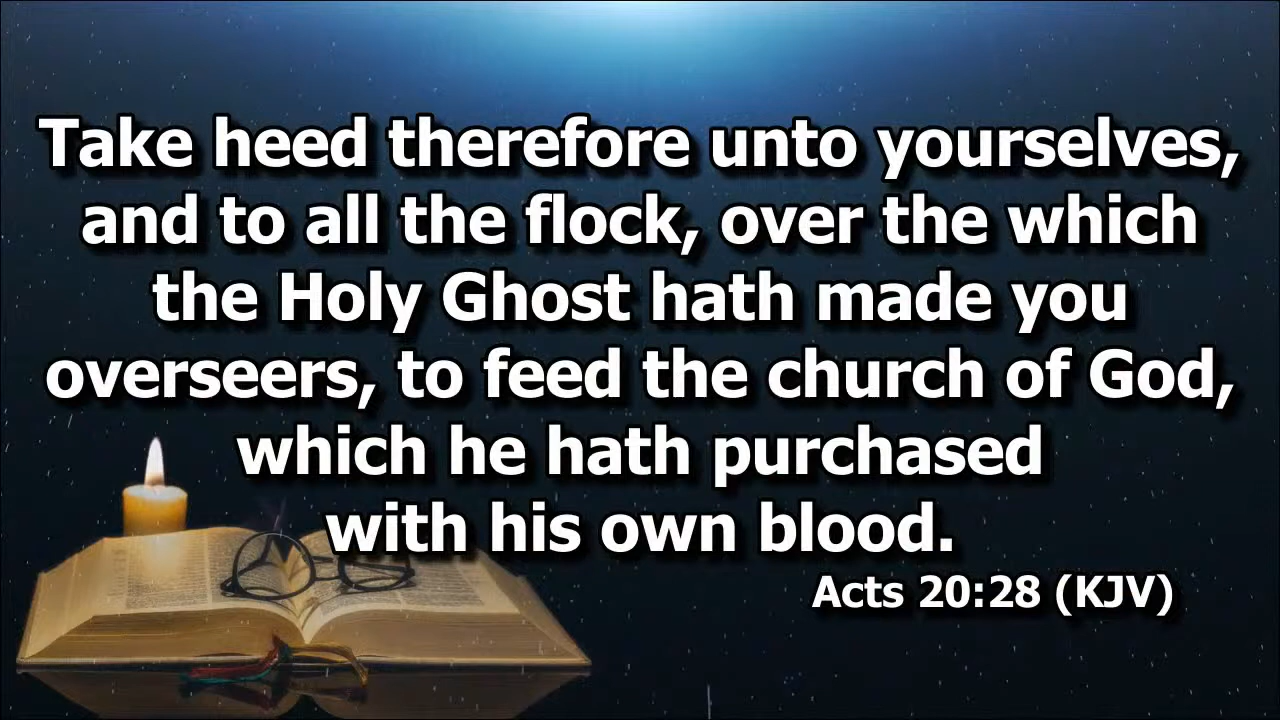 Take heed therefore unto yourselves,
and to all the flock, over the which
the Holy Ghost hath made you
overseers, to feed the church of God,
which he hath purchased
with his own blood.
Acts 20:28 (KJV)